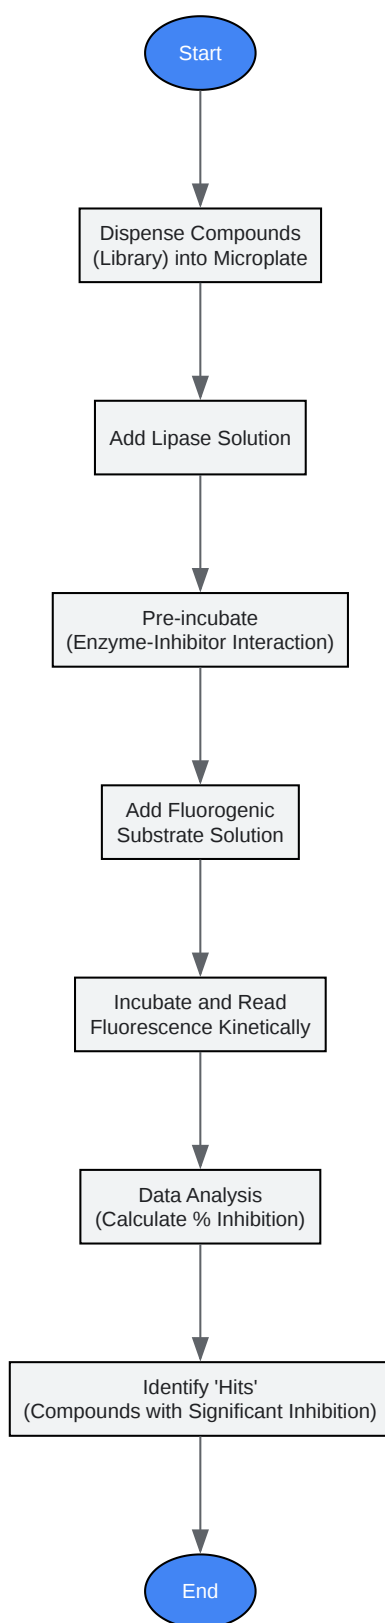 Start
Dispense Compounds
(Library) into Microplate
Add Lipase Solution
Pre-incubate
(Enzyme-Inhibitor Interaction)
Add Fluorogenic
Substrate Solution
Incubate and Read
Fluorescence Kinetically
Data Analysis
(Calculate % Inhibition)
Identify 'Hits'
(Compounds with Significant Inhibition)
End